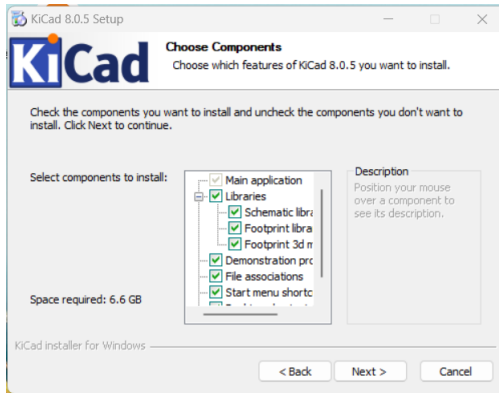 KiCad 8.0.5 Setup
KiCad
Choose Components
Choose which features of KiCad 8.0.5 you want to install.
Check the components you want to install and uncheck the components you don't want to
install. Click Next to continue.
Select components to install:
Main application
Libraries
Schematic libra
Footprint libra
Footprint 3d m
Demonstration pro
File associations
Start menu shortc
Description
Position your mouse
over a component to
see its description.
Space required: 6.6 GB
KiCad installer for Windows
< Back
Next >
Cancel